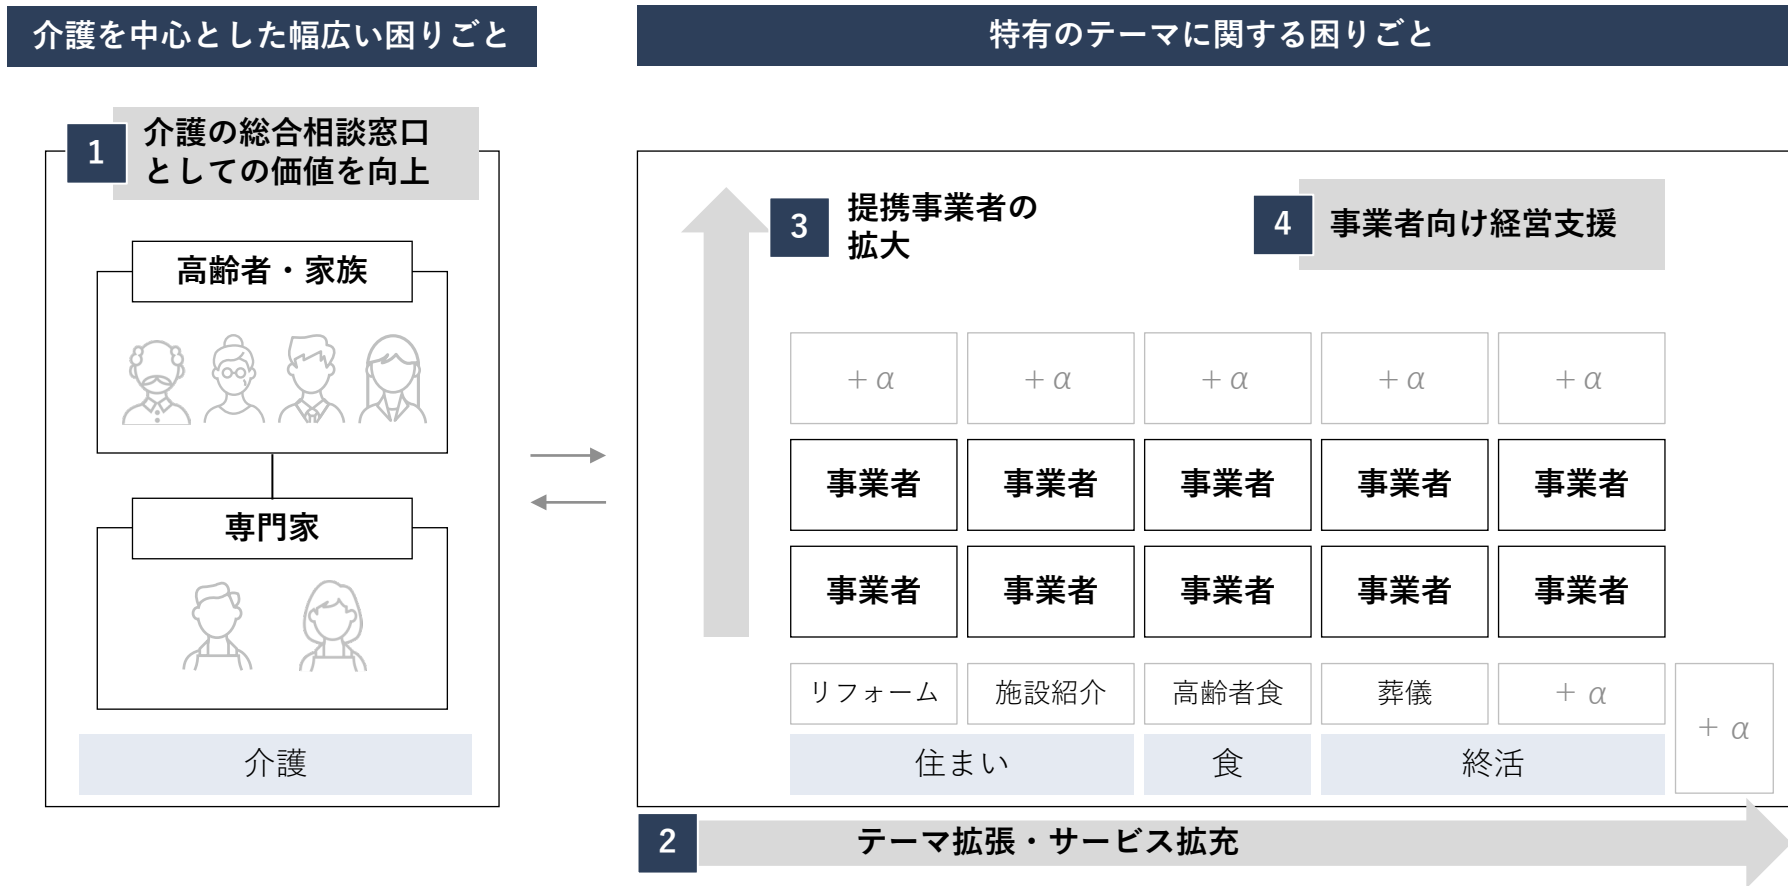 介護を中心とした幅広い困りごと
特有のテーマに関する困りごと
1
介護の総合相談窓口
としての価値を向上
高齢者・家族
専門家
介護
3
提携事業者の
拡大
4
事業者向け経営支援
+ α
+ α
+ α
+ α
+ α
事業者
事業者
事業者
事業者
事業者
事業者
事業者
事業者
事業者
事業者
リフォーム
施設紹介
高齢者食
葬儀
+ α
+ α
住まい
食
終活
2
テーマ拡張・サービス拡充